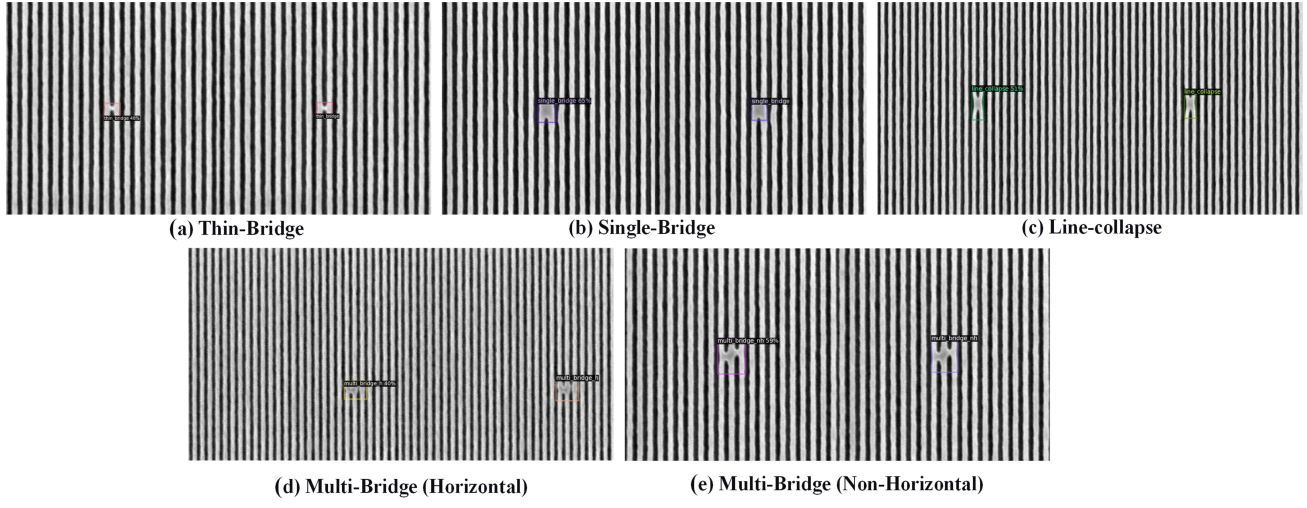 thin_bridge 46%
thin_bridge
(a) Thin-Bridge
single_bridge 65%
single_bridge
(b) Single-Bridge
line_collapse 51%
line_collapse
(c) Line-collapse
multi_bridge_h 40%
multi_bridge_h
(d) Multi-Bridge (Horizontal)
multi_bridge_nh 59%
multi_bridge_nh
(e) Multi-Bridge (Non-Horizontal)